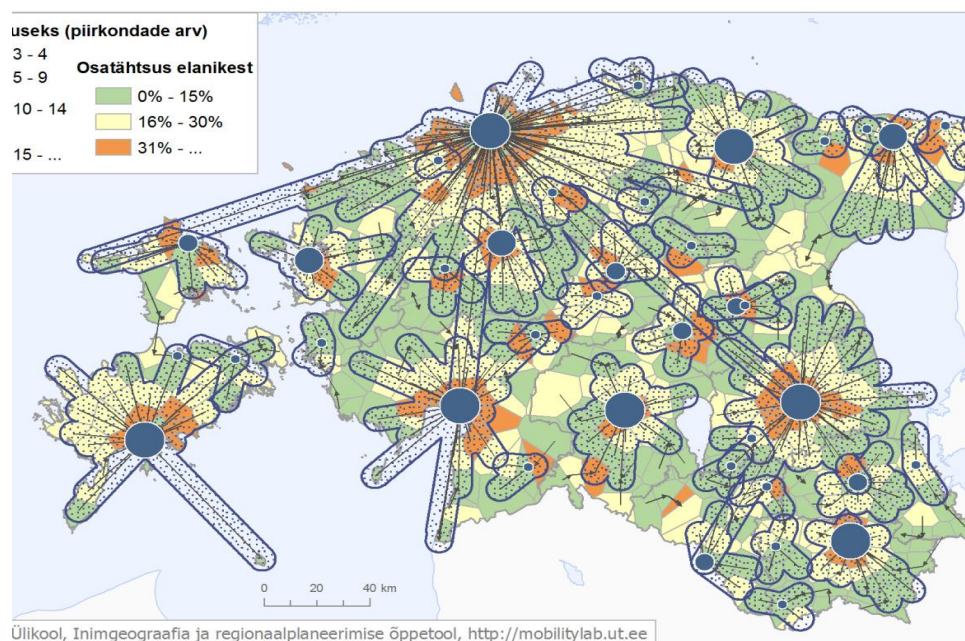 useks (piirkondade arv)
3 - 4
5 - 9
10 - 14
15 - ...
Osatähtsus elanikest
0% - 15%
16% - 30%
31% - ...
0 20 40 km
Ülikool, Inimgeograafia ja regionaalplaneerimise õppetool, http://mobilitylab.ut.ee